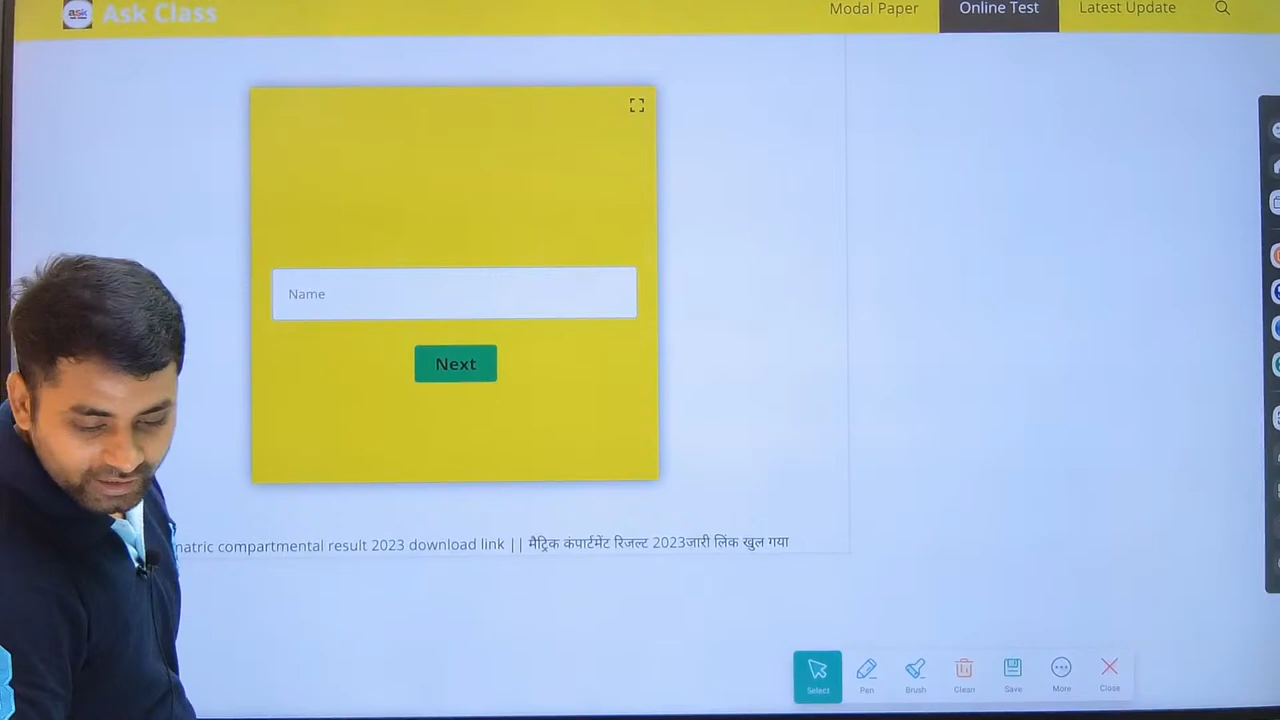 ask
Ask Class
Modal Paper
Online Test
Latest Update
Name
Next
matric compartmental result 2023 download link || मैट्रिक कंपार्टमेंट रिजल्ट 2023जारी लिंक खुल गया
Select
Pen
Brush
Clean
Save
More
Close